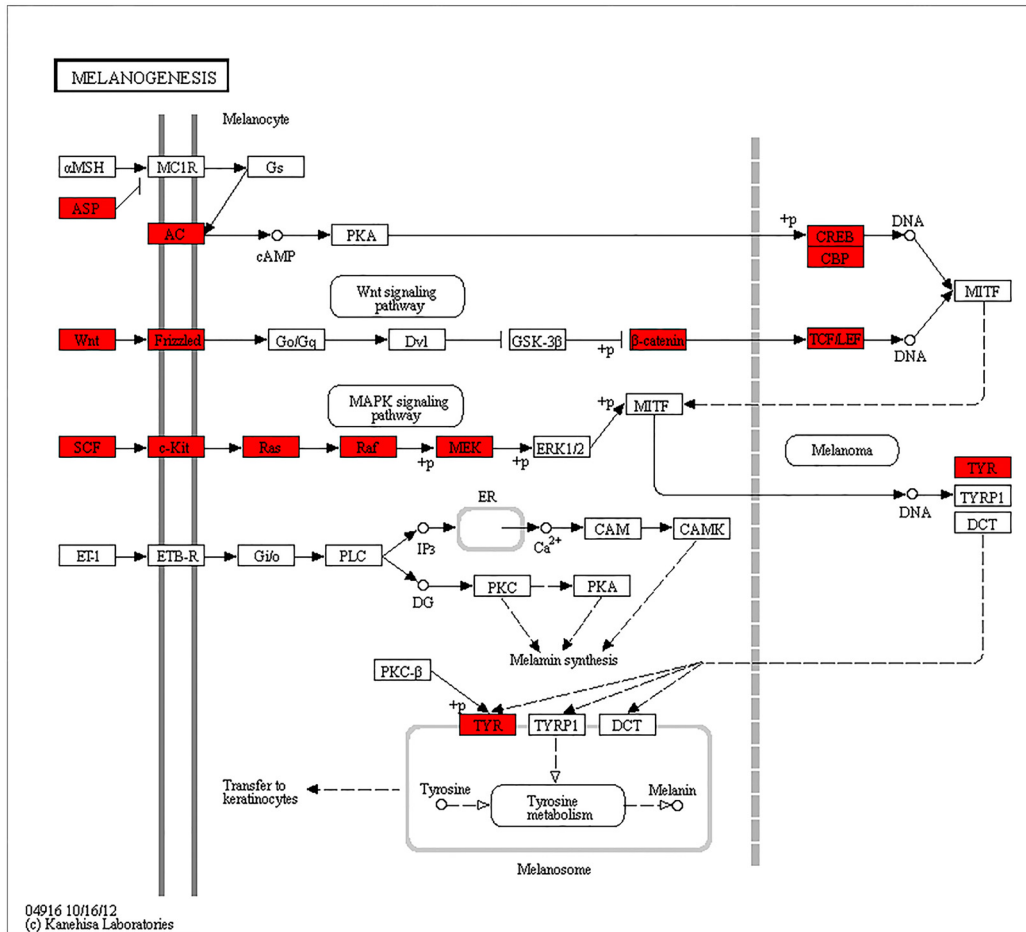 MELANOGENESIS
Melanocyte
αMSH MC1R Gs
ASP
AC cAMP PKA +p CREB DNA
CBP
MITF
Wnt signaling
pathway
Wnt Frizzled Go/Gq Dvl GSK-3β +p β-catenin TCF/LEF DNA
MAPK signaling
pathway
+p MITF
SCF c-Kit Ras Raf +p MEK +p ERK1/2
Melanoma
TYR
TYRP1
DNA
DCT
ER
IP3 Ca2+ CAM CAMK
ET-1 ETB-R Gi/o PLC
DG PKC PKA
Melamin synthesis
PKC-β
+p
TYR TYRP1 DCT
Transfer to
keratinocytes
Tyrosine Melanin
Tyrosine
metabolism
Melanosome
04916 10/16/12
(c) Kanehisa Laboratories